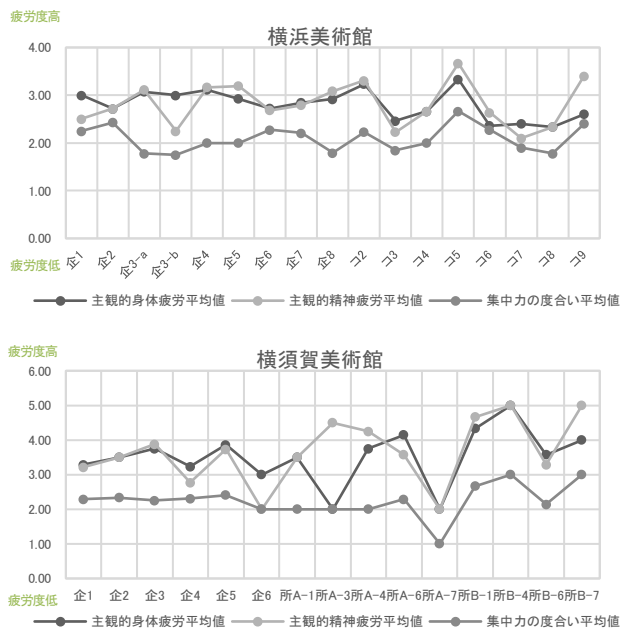 疲労度高
横浜美術館
4.00
3.00
2.00
1.00
0.00
疲労度低
企1 企2 企3-a 企3-b 企4 企5 企6 企7 企8 コ2 コ3 コ4 コ5 コ6 コ7 コ8 コ9
主観的身体疲労平均値 主観的精神疲労平均値 集中力の度合い平均値
疲労度高
横須賀美術館
6.00
5.00
4.00
3.00
2.00
1.00
0.00
企1 企2 企3 企4 企5 企6 所A-1 所A-3 所A-4 所A-6 所A-7 所B-1 所B-4 所B-6 所B-7
疲労度低
主観的身体疲労平均値 主観的精神疲労平均値 集中力の度合い平均値